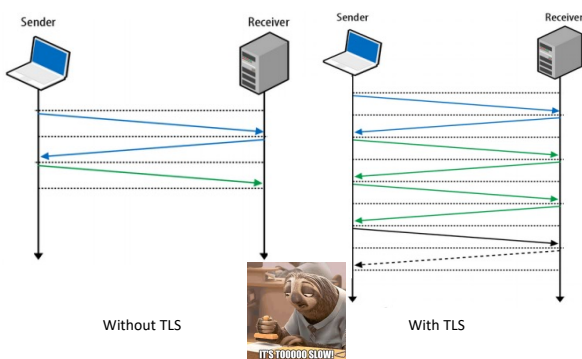 Sender
Receiver
Sender
Receiver
Without TLS
With TLS
IT'S TOOOOO SLOW!